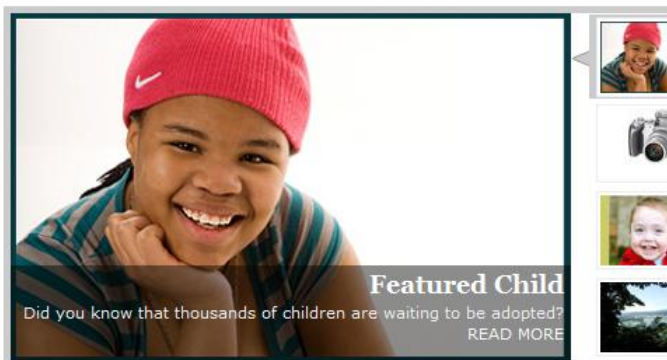 Featured Child
Did you know that thousands of children are waiting to be adopted?
READ MORE